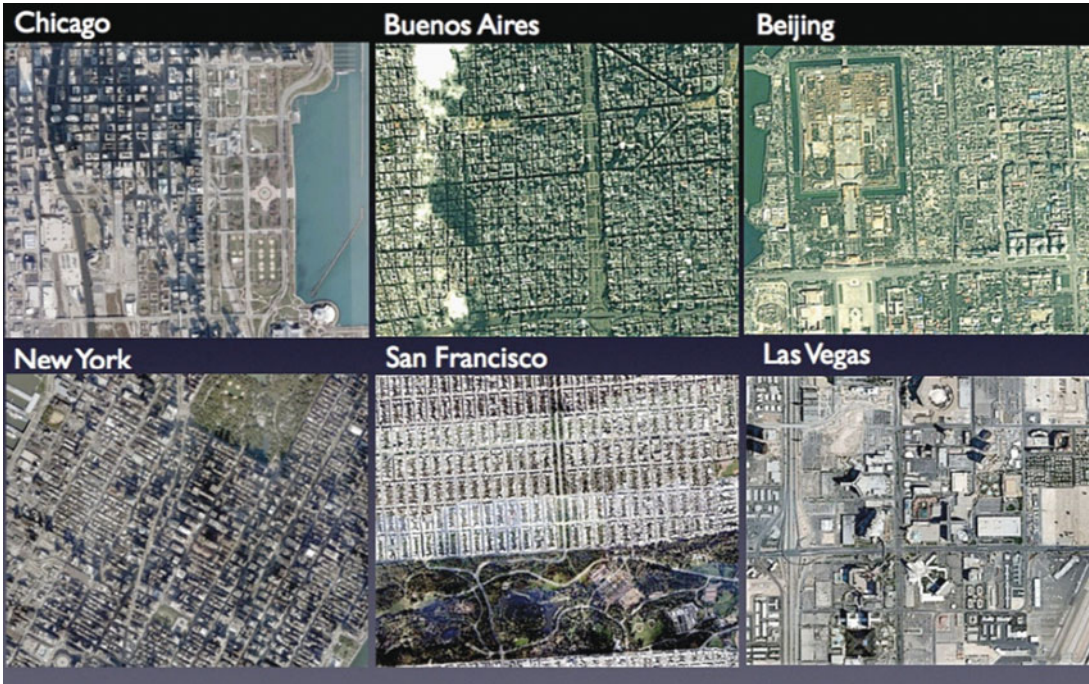 Chicago
Buenos Aires
Beijing
New York
San Francisco
Las Vegas